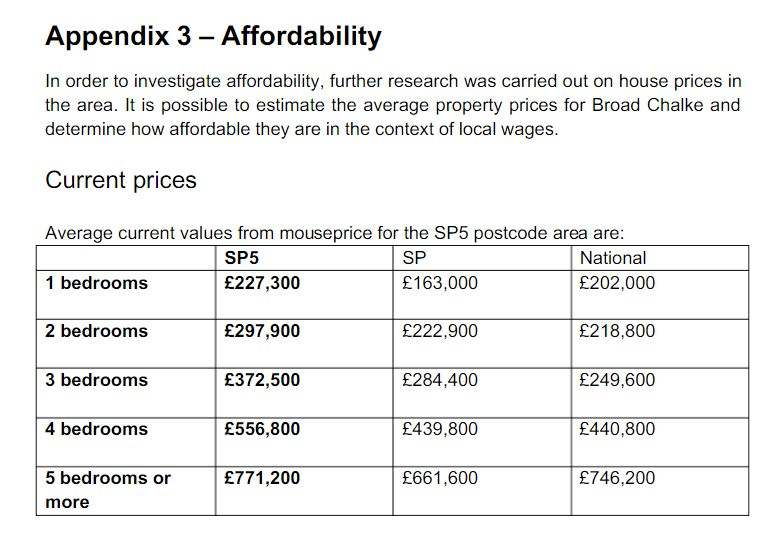 Appendix 3 – Affordability
In order to investigate affordability, further research was carried out on house prices in
the area. It is possible to estimate the average property prices for Broad Chalke and
determine how affordable they are in the context of local wages.
Current prices
Average current values from mouseprice for the SP5 postcode area are:
SP5 SP National
1 bedrooms £227,300 £163,000 £202,000
2 bedrooms £297,900 £222,900 £218,800
3 bedrooms £372,500 £284,400 £249,600
4 bedrooms £556,800 £439,800 £440,800
5 bedrooms or £771,200 £661,600 £746,200
more